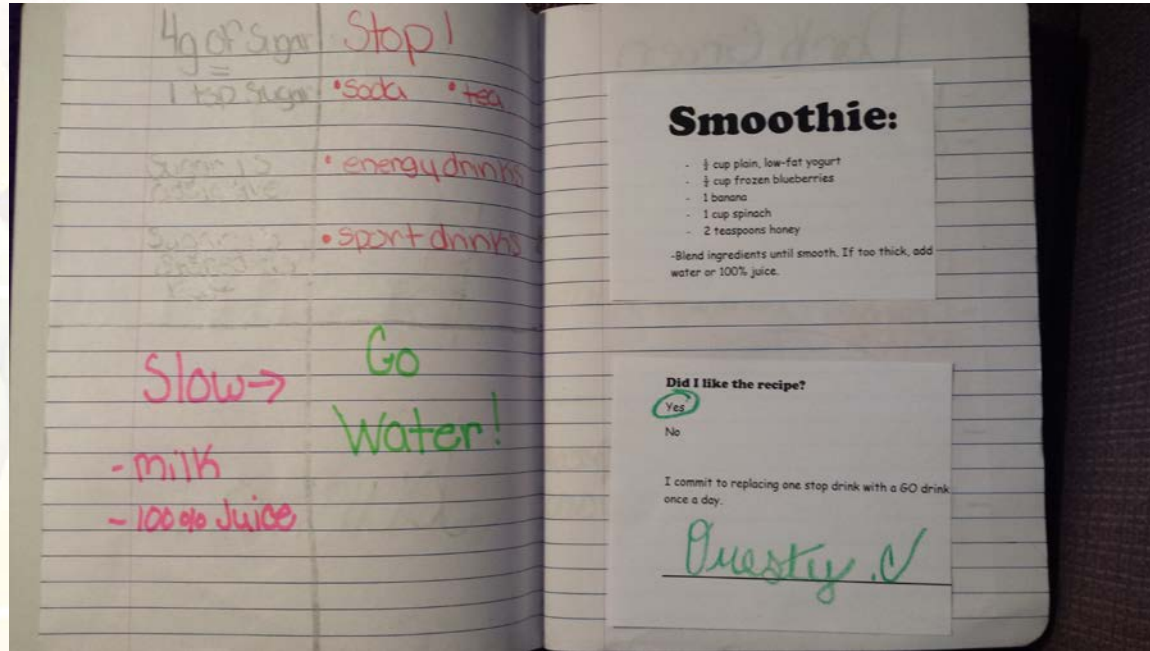 4g of Sugar
1 tsp sugar
Stop!
•soda •tea
•energy drinks
•sport drinks
Slow→
-milk
-100% Juice
Go
Water!
Smoothie:
- ½ cup plain, low-fat yogurt
- ½ cup frozen blueberries
- 1 banana
- 1 cup spinach
- 2 teaspoons honey
-Blend ingredients until smooth. If too thick, add
water or 100% juice.
Did I like the recipe?
Yes
No
I commit to replacing one stop drink with a GO drink
once a day.